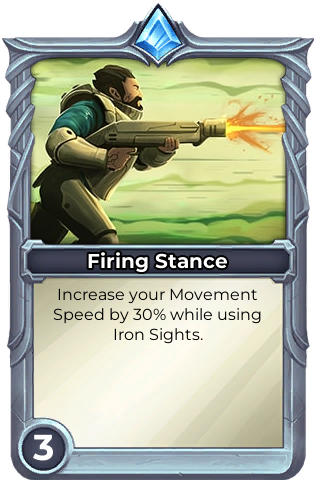 Firing Stance
Increase your Movement
Speed by 30% while using
Iron Sights.
3